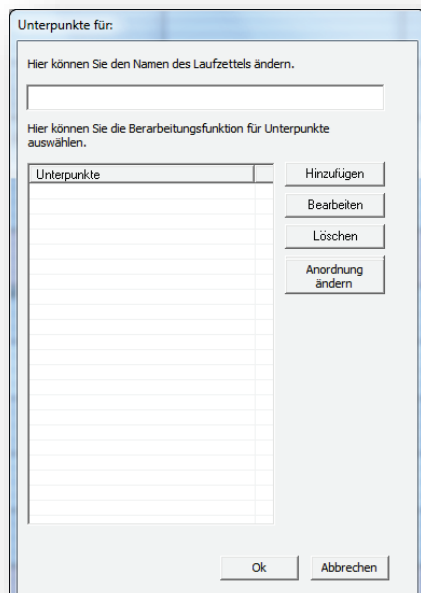 Unterpunkte für:
Hier können Sie den Namen des Laufzettels ändern.
Hier können Sie die Berarbeitungsfunktion für Unterpunkte
auswählen.
Unterpunkte
Hinzufügen
Bearbeiten
Löschen
Anordnung
ändern
Ok
Abbrechen